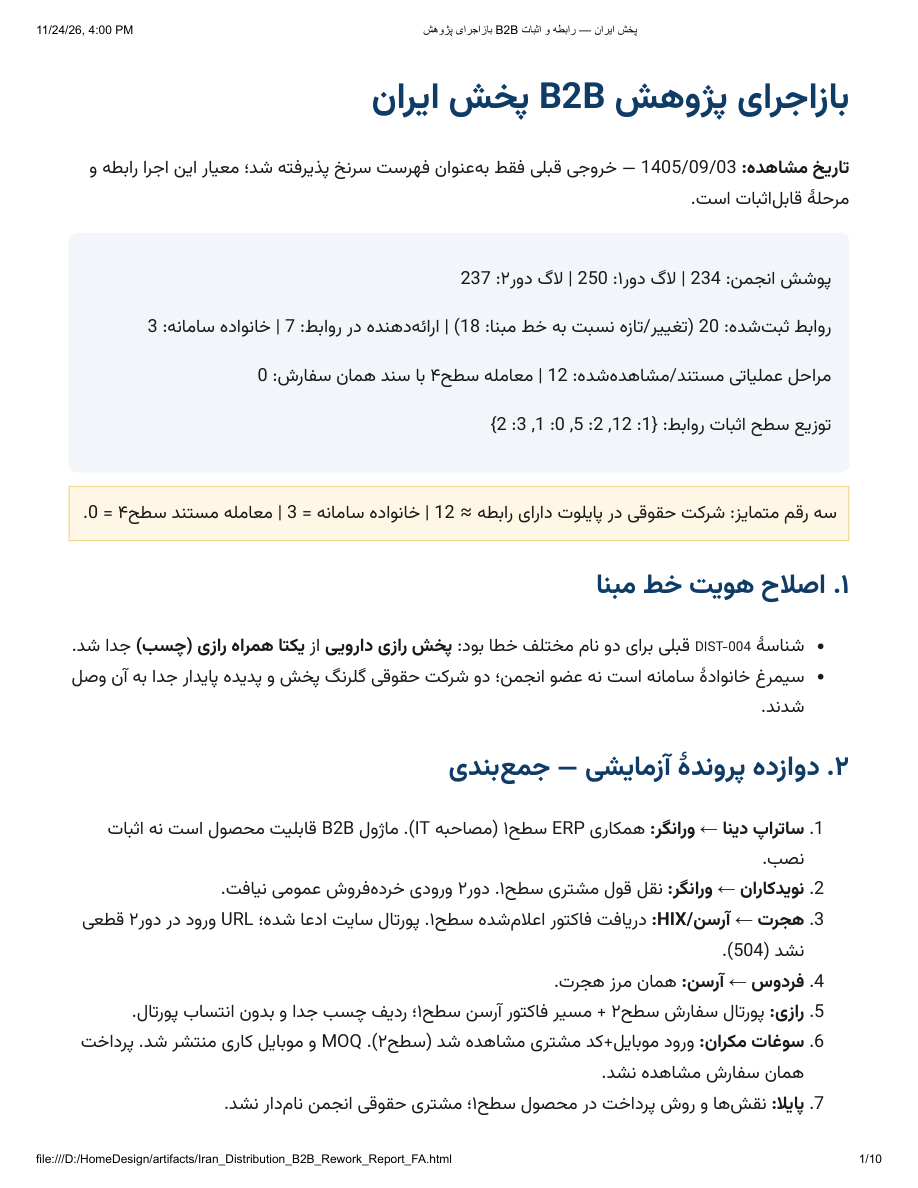 11/24/26, 4:00 PM
پخش ایران — رابطه و اثبات B2B بازاجرای پژوهش
بازاجرای پژوهش B2B پخش ایران
تاریخ مشاهده: 1405/09/03 — خروجی قبلی فقط به‌عنوان فهرست سرنخ پذیرفته شد؛ معیار این اجرا رابطه و
مرحلهٔ قابل‌اثبات است.
پوشش انجمن: 234 | لاگ دور۱: 250 | لاگ دور۲: 237
روابط ثبت‌شده: 20 (تغییر/تازه نسبت به خط مبنا: 18) | ارائه‌دهنده در روابط: 7 | خانواده سامانه: 3
مراحل عملیاتی مستند/مشاهده‌شده: 12 | معامله سطح۴ با سند همان سفارش: 0
توزیع سطح اثبات روابط: {1: 12, 2: 5, 0: 1, 3: 2}
سه رقم متمایز: شرکت حقوقی در پایلوت دارای رابطه ≈ 12 | خانواده سامانه = 3 | معامله مستند سطح۴ = 0.
۱. اصلاح هویت خط مبنا
• شناسهٔ DIST-004 قبلی برای دو نام مختلف خطا بود: پخش رازی دارویی از یکتا همراه رازی (چسب) جدا شد.
• سیمرغ خانوادهٔ سامانه است نه عضو انجمن؛ دو شرکت حقوقی گلرنگ پخش و پدیده پایدار جدا به آن وصل
شدند.
۲. دوازده پروندهٔ آزمایشی — جمع‌بندی
1. ساتراپ دینا ← ورانگر: همکاری ERP سطح۱ (مصاحبه IT). ماژول B2B قابلیت محصول است نه اثبات
نصب.
2. نویدکاران ← ورانگر: نقل قول مشتری سطح۱. دور۲ ورودی خرده‌فروش عمومی نیافت.
3. هجرت ← آرسن/HIX: دریافت فاکتور اعلام‌شده سطح۱. پورتال سایت ادعا شده؛ URL ورود در دور۲ قطعی
نشد (504).
4. فردوس ← آرسن: همان مرز هجرت.
5. رازی: پورتال سفارش سطح۲ + مسیر فاکتور آرسن سطح۱؛ ردیف چسب جدا و بدون انتساب پورتال.
6. سوغات مکران: ورود موبایل+کد مشتری مشاهده شد (سطح۲). MOQ و موبایل کاری منتشر شد. پرداخت
همان سفارش مشاهده نشد.
7. پایلا: نقش‌ها و روش پرداخت در محصول سطح۱؛ مشتری حقوقی انجمن نام‌دار نشد.
file:///D:/HomeDesign/artifacts/Iran_Distribution_B2B_Rework_Report_FA.html
1/10